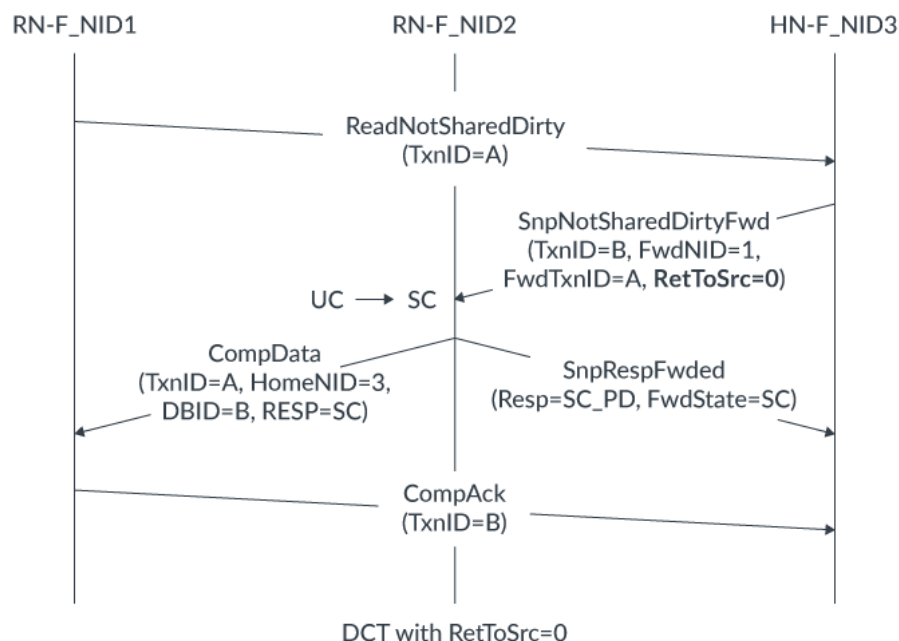 RN-F_NID1
RN-F_NID2
HN-F_NID3
ReadNotSharedDirty
(TxnID=A)
SnpNotSharedDirtyFwd
(TxnID=B, FwdNID=1,
FwdTxnID=A, RetToSrc=0)
UC
SC
CompData
(TxnID=A, HomeNID=3,
DBID=B, RESP=SC)
SnpRespFwded
(Resp=SC_PD, FwdState=SC)
CompAck
(TxnID=B)
DCT with RetToSrc=0